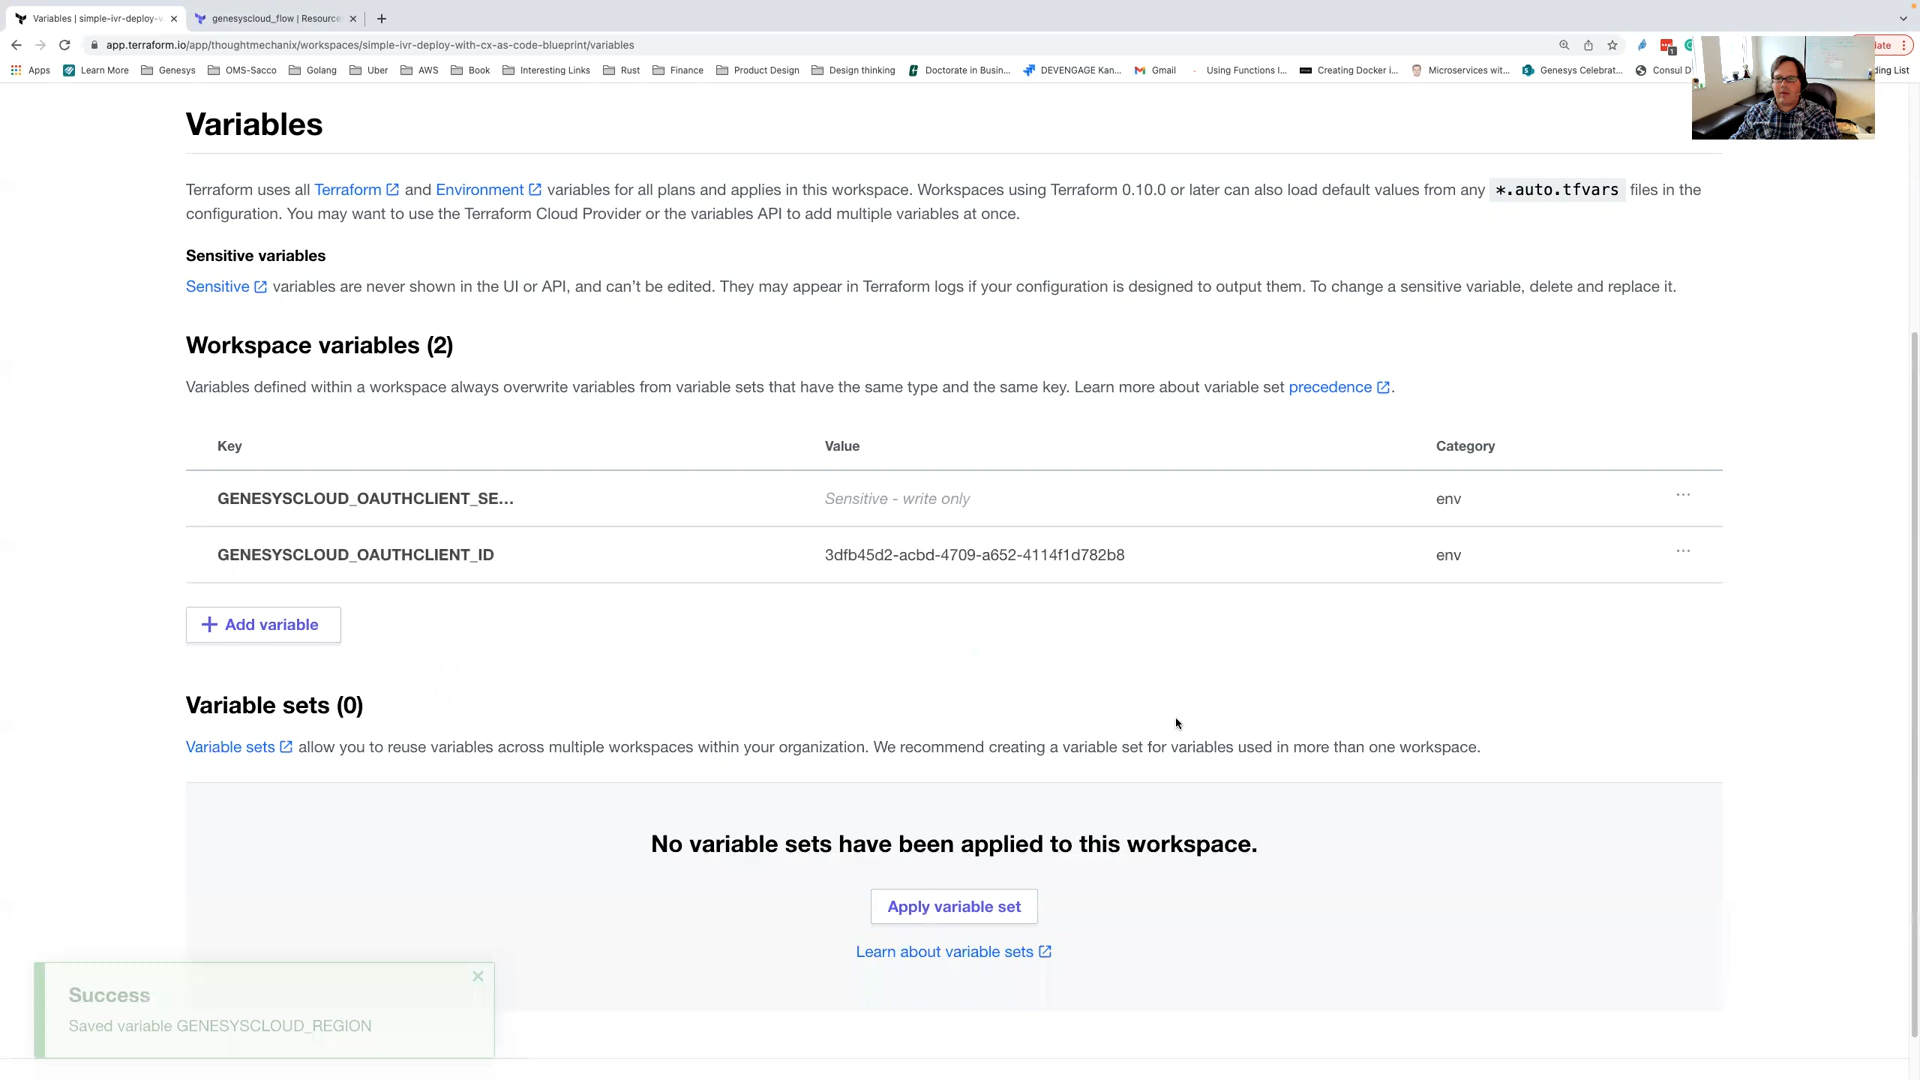 Variables | simple-ivr-deploy-
genesyscloud_flow | Resource
app.terraform.io/app/thoughtmechanix/workspaces/simple-ivr-deploy-with-cx-as-code-blueprint/variables
Apps Learn More Genesys OMS-Sacco Golang Uber AWS Book Interesting Links Rust Finance Product Design Design thinking Doctorate in Busin... DEVENGAGE Kan... Gmail Using Functions I... Creating Docker i... Microservices wit... Genesys Celebrat... Consul D
Variables
Terraform uses all Terraform and Environment variables for all plans and applies in this workspace. Workspaces using Terraform 0.10.0 or later can also load default values from any *.auto.tfvars files in the
configuration. You may want to use the Terraform Cloud Provider or the variables API to add multiple variables at once.
Sensitive variables
Sensitive variables are never shown in the UI or API, and can't be edited. They may appear in Terraform logs if your configuration is designed to output them. To change a sensitive variable, delete and replace it.
Workspace variables (2)
Variables defined within a workspace always overwrite variables from variable sets that have the same type and the same key. Learn more about variable set precedence.
Key Value Category
GENESYSCLOUD_OAUTHCLIENT_SE... Sensitive - write only env ...
GENESYSCLOUD_OAUTHCLIENT_ID 3dfb45d2-acbd-4709-a652-4114f1d782b8 env ...
+ Add variable
Variable sets (0)
Variable sets allow you to reuse variables across multiple workspaces within your organization. We recommend creating a variable set for variables used in more than one workspace.
No variable sets have been applied to this workspace.
Apply variable set
Learn about variable sets
Success
Saved variable GENESYSCLOUD_REGION